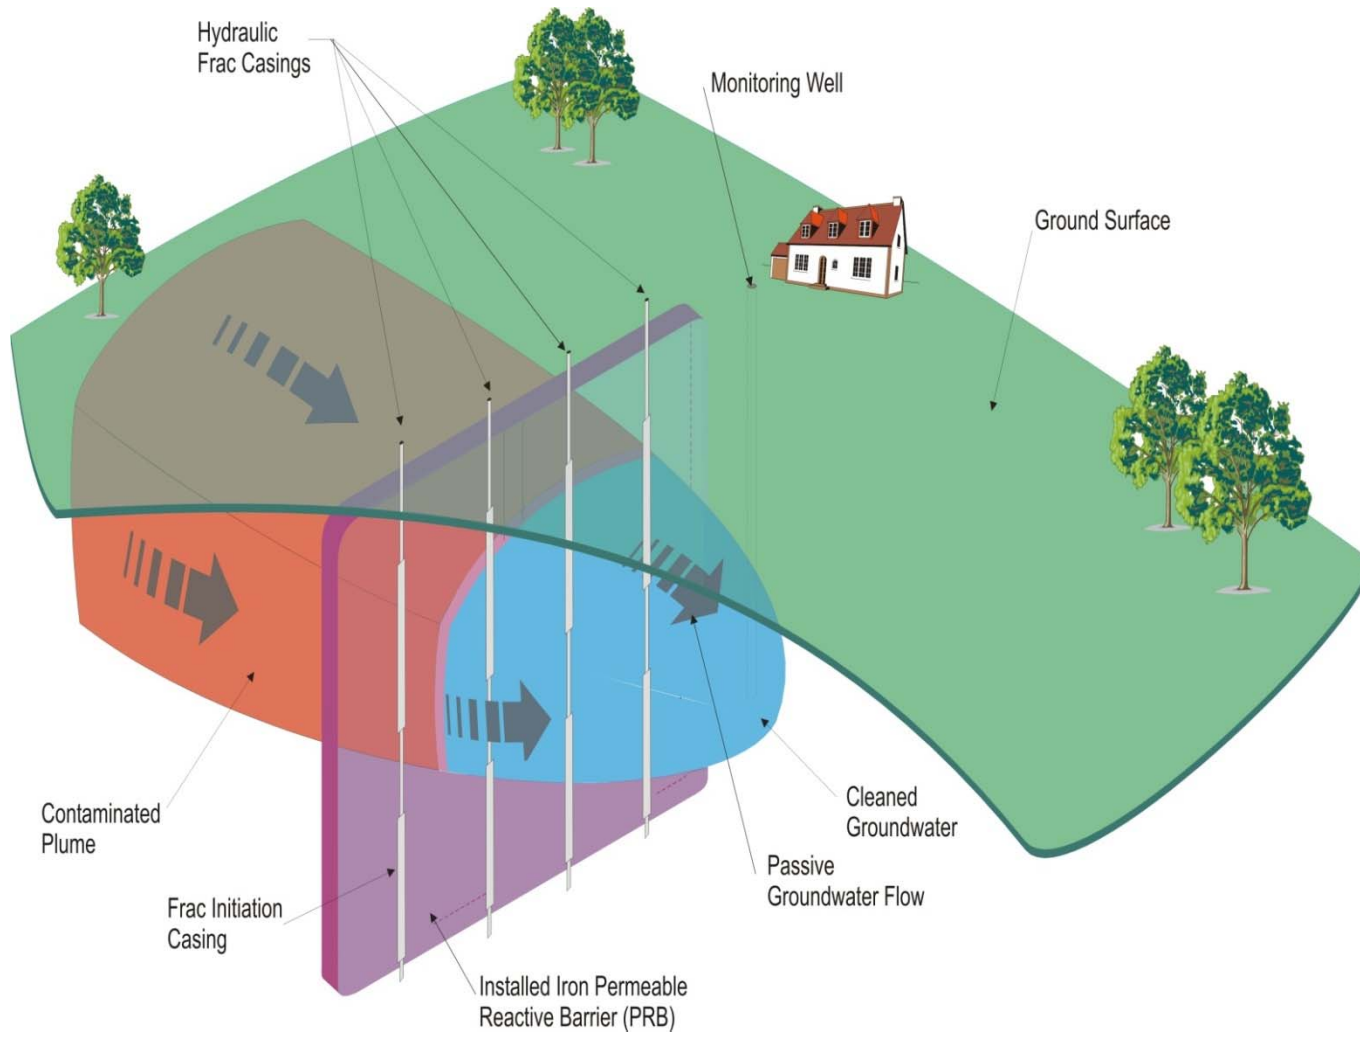 Hydraulic
Frac Casings
Monitoring Well
Ground Surface
Contaminated
Plume
Cleaned
Groundwater
Passive
Groundwater Flow
Frac Initiation
Casing
Installed Iron Permeable
Reactive Barrier (PRB)